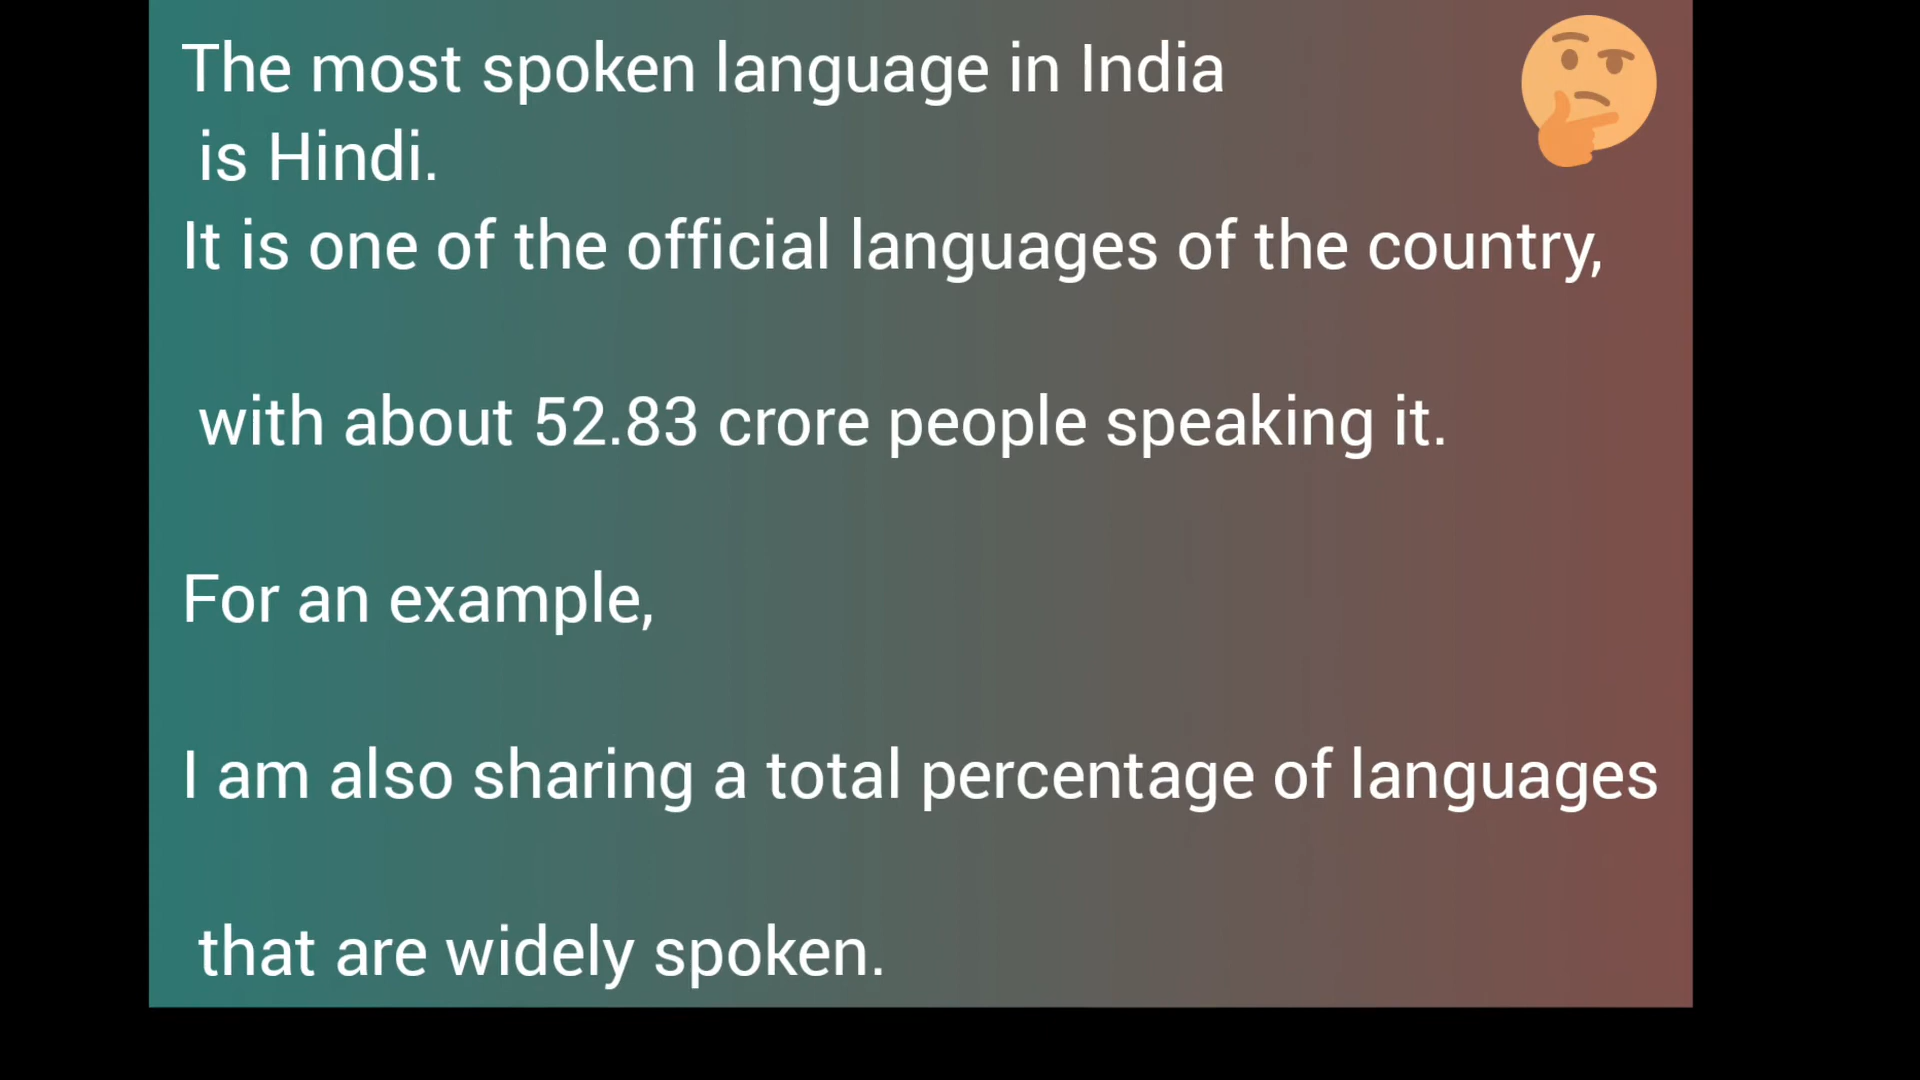 The most spoken language in India
is Hindi.
It is one of the official languages of the country,
with about 52.83 crore people speaking it.
For an example,
I am also sharing a total percentage of languages
that are widely spoken.